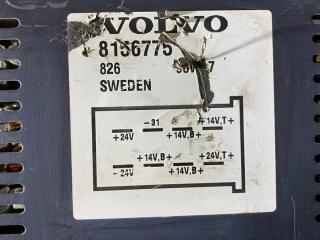 VOLVO
8156775
826
SWEDEN
-31 +14V,T+
+24V +14V,B+
+14V,B+ +24V,T+
-24V +14V,B+